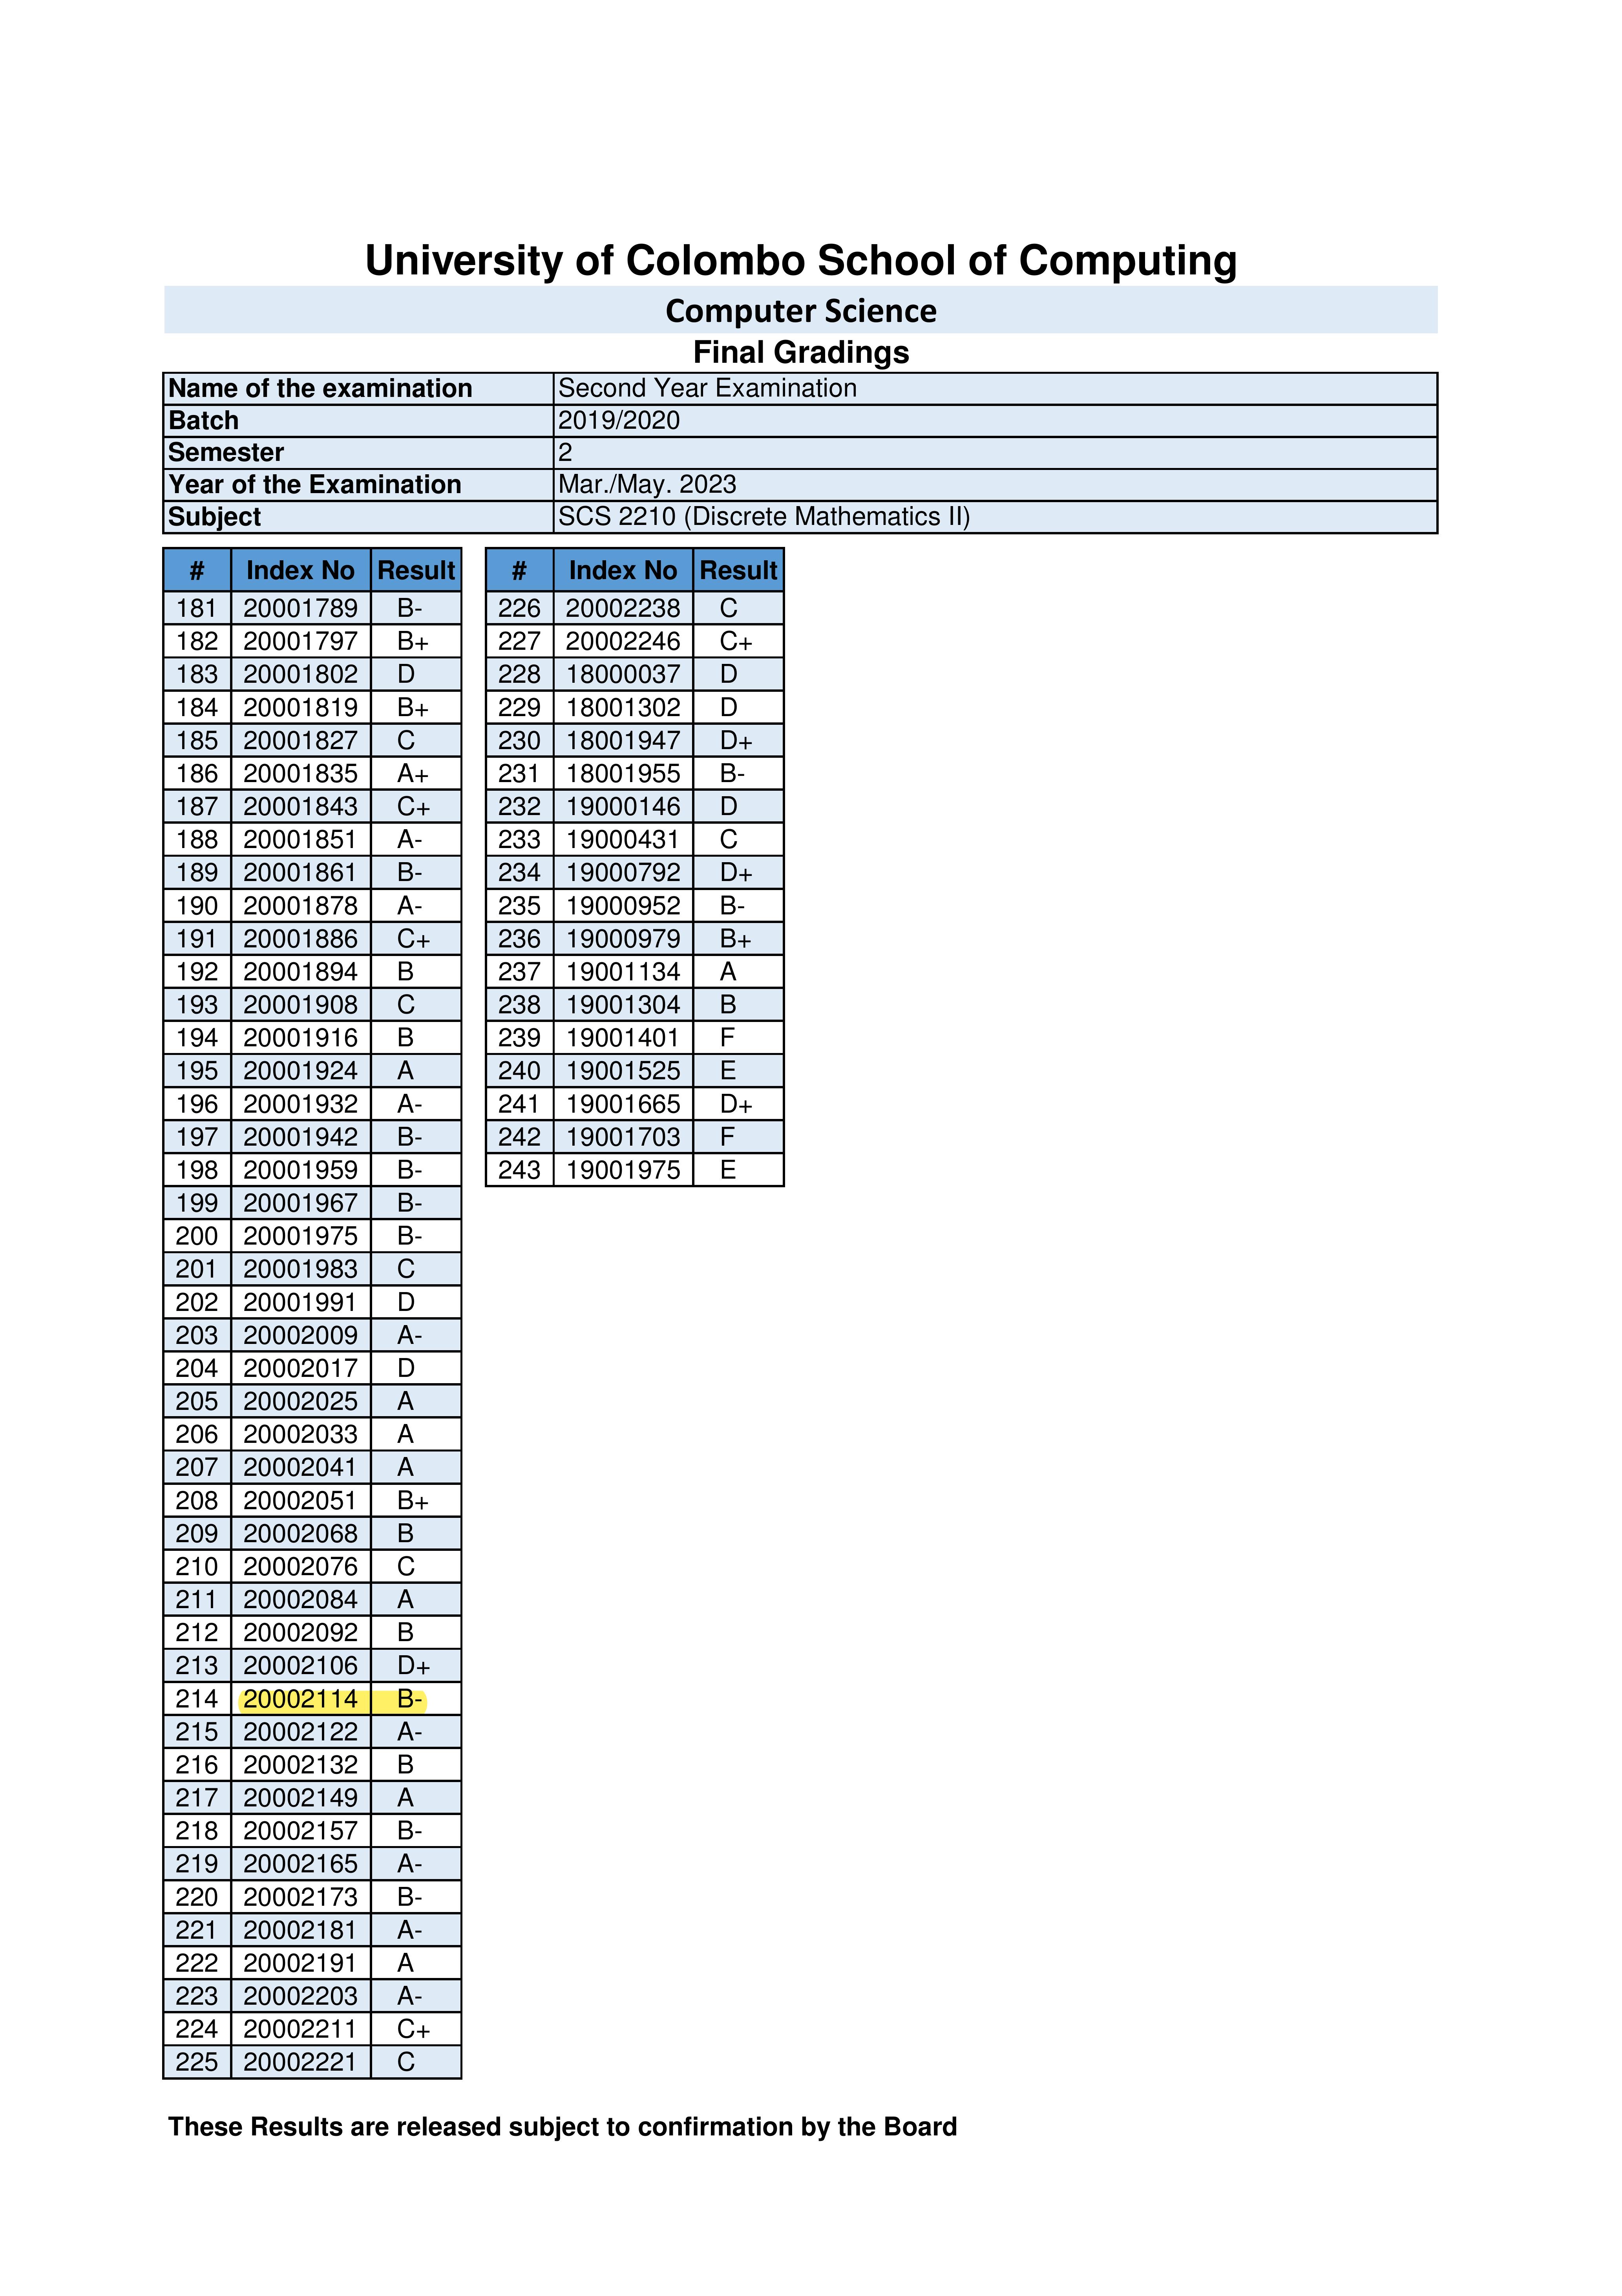 University of Colombo School of Computing
Computer Science
Final Gradings
Name of the examination Second Year Examination
Batch 2019/2020
Semester 2
Year of the Examination Mar./May. 2023
Subject SCS 2210 (Discrete Mathematics II)
# Index No Result
181 20001789 B-
182 20001797 B+
183 20001802 D
184 20001819 B+
185 20001827 C
186 20001835 A+
187 20001843 C+
188 20001851 A-
189 20001861 B-
190 20001878 A-
191 20001886 C+
192 20001894 B
193 20001908 C
194 20001916 B
195 20001924 A
196 20001932 A-
197 20001942 B-
198 20001959 B-
199 20001967 B-
200 20001975 B-
201 20001983 C
202 20001991 D
203 20002009 A-
204 20002017 D
205 20002025 A
206 20002033 A
207 20002041 A
208 20002051 B+
209 20002068 B
210 20002076 C
211 20002084 A
212 20002092 B
213 20002106 D+
214 20002114 B-
215 20002122 A-
216 20002132 B
217 20002149 A
218 20002157 B-
219 20002165 A-
220 20002173 B-
221 20002181 A-
222 20002191 A
223 20002203 A-
224 20002211 C+
225 20002221 C
# Index No Result
226 20002238 C
227 20002246 C+
228 18000037 D
229 18001302 D
230 18001947 D+
231 18001955 B-
232 19000146 D
233 19000431 C
234 19000792 D+
235 19000952 B-
236 19000979 B+
237 19001134 A
238 19001304 B
239 19001401 F
240 19001525 E
241 19001665 D+
242 19001703 F
243 19001975 E
These Results are released subject to confirmation by the Board